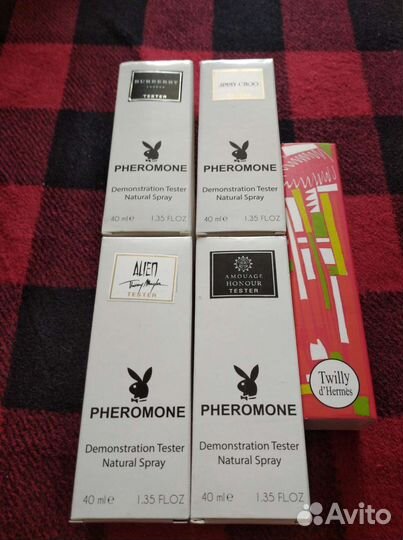 BURBERRY
LONDON
TESTER
PHEROMONE
Demonstration Tester
Natural Spray
40 ml e 1.35 FL.OZ
JIMMY CHOO
TESTER
PHEROMONE
Demonstration Tester
Natural Spray
40 ml e 1.35 FL.OZ
ALIEN
Thierry Mugler
TESTER
PHEROMONE
Demonstration Tester
Natural Spray
40 ml e 1.35 FL.OZ
AMOUAGE
HONOUR
TESTER
PHEROMONE
Demonstration Tester
Natural Spray
40 ml e 1.35 FL.OZ
Twilly
d'Hermès
Avito